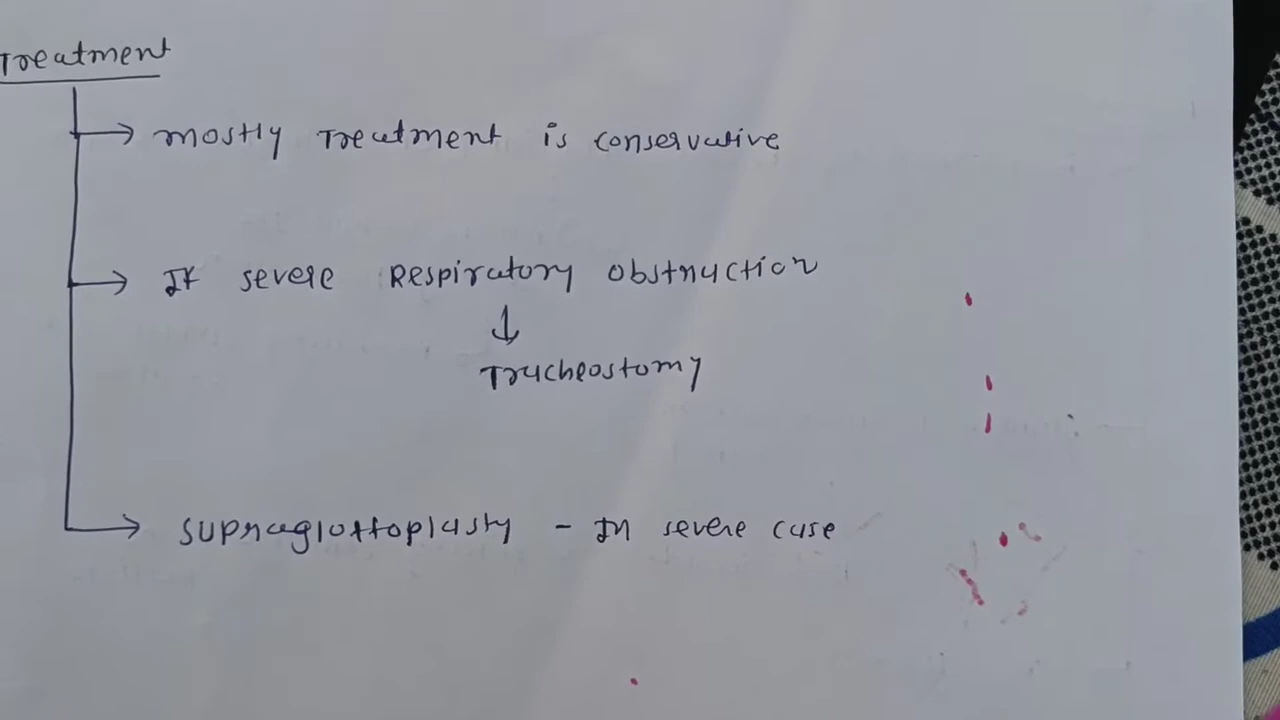 Treatment
mostly Treatment is conservative
If severe Respiratory obstruction
Tracheostomy
supraglottoplasty - In severe case